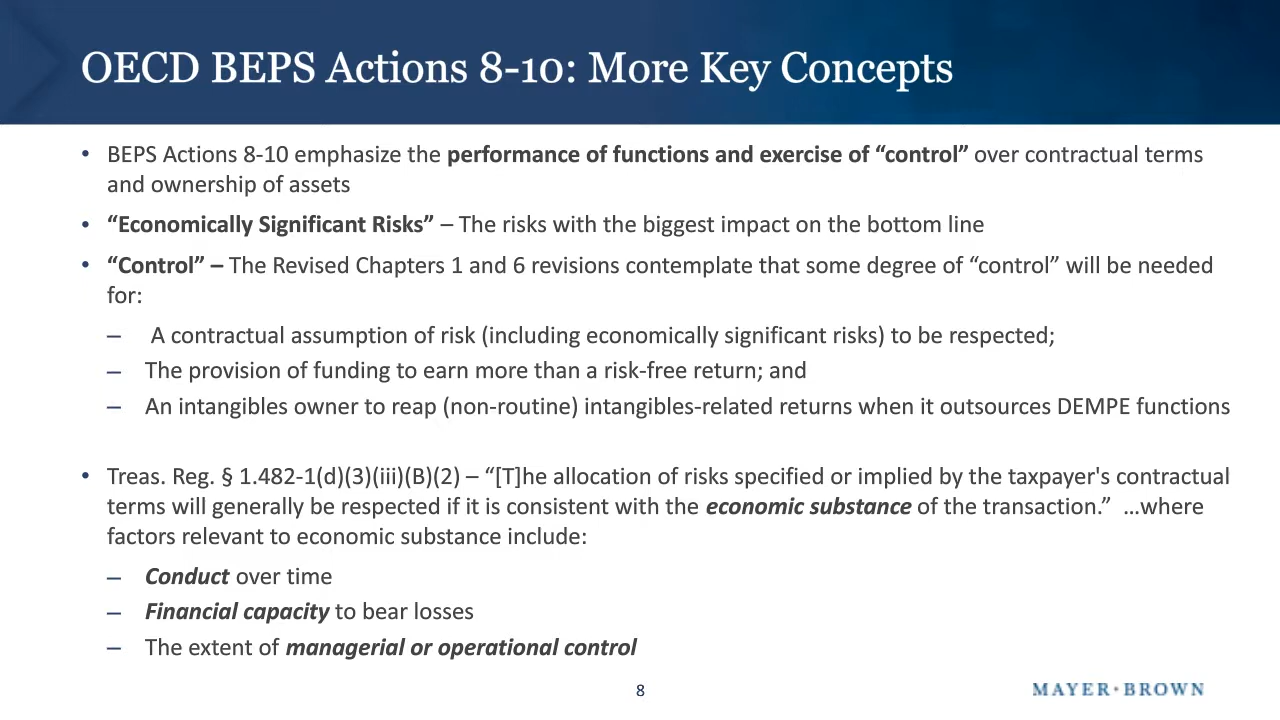 OECD BEPS Actions 8-10: More Key Concepts
• BEPS Actions 8-10 emphasize the performance of functions and exercise of “control” over contractual terms
and ownership of assets
• “Economically Significant Risks” – The risks with the biggest impact on the bottom line
• “Control” – The Revised Chapters 1 and 6 revisions contemplate that some degree of “control” will be needed
for:
– A contractual assumption of risk (including economically significant risks) to be respected;
– The provision of funding to earn more than a risk-free return; and
– An intangibles owner to reap (non-routine) intangibles-related returns when it outsources DEMPE functions
• Treas. Reg. § 1.482-1(d)(3)(iii)(B)(2) – “[T]he allocation of risks specified or implied by the taxpayer's contractual
terms will generally be respected if it is consistent with the economic substance of the transaction.” …where
factors relevant to economic substance include:
– Conduct over time
– Financial capacity to bear losses
– The extent of managerial or operational control
8
MAYER•BROWN